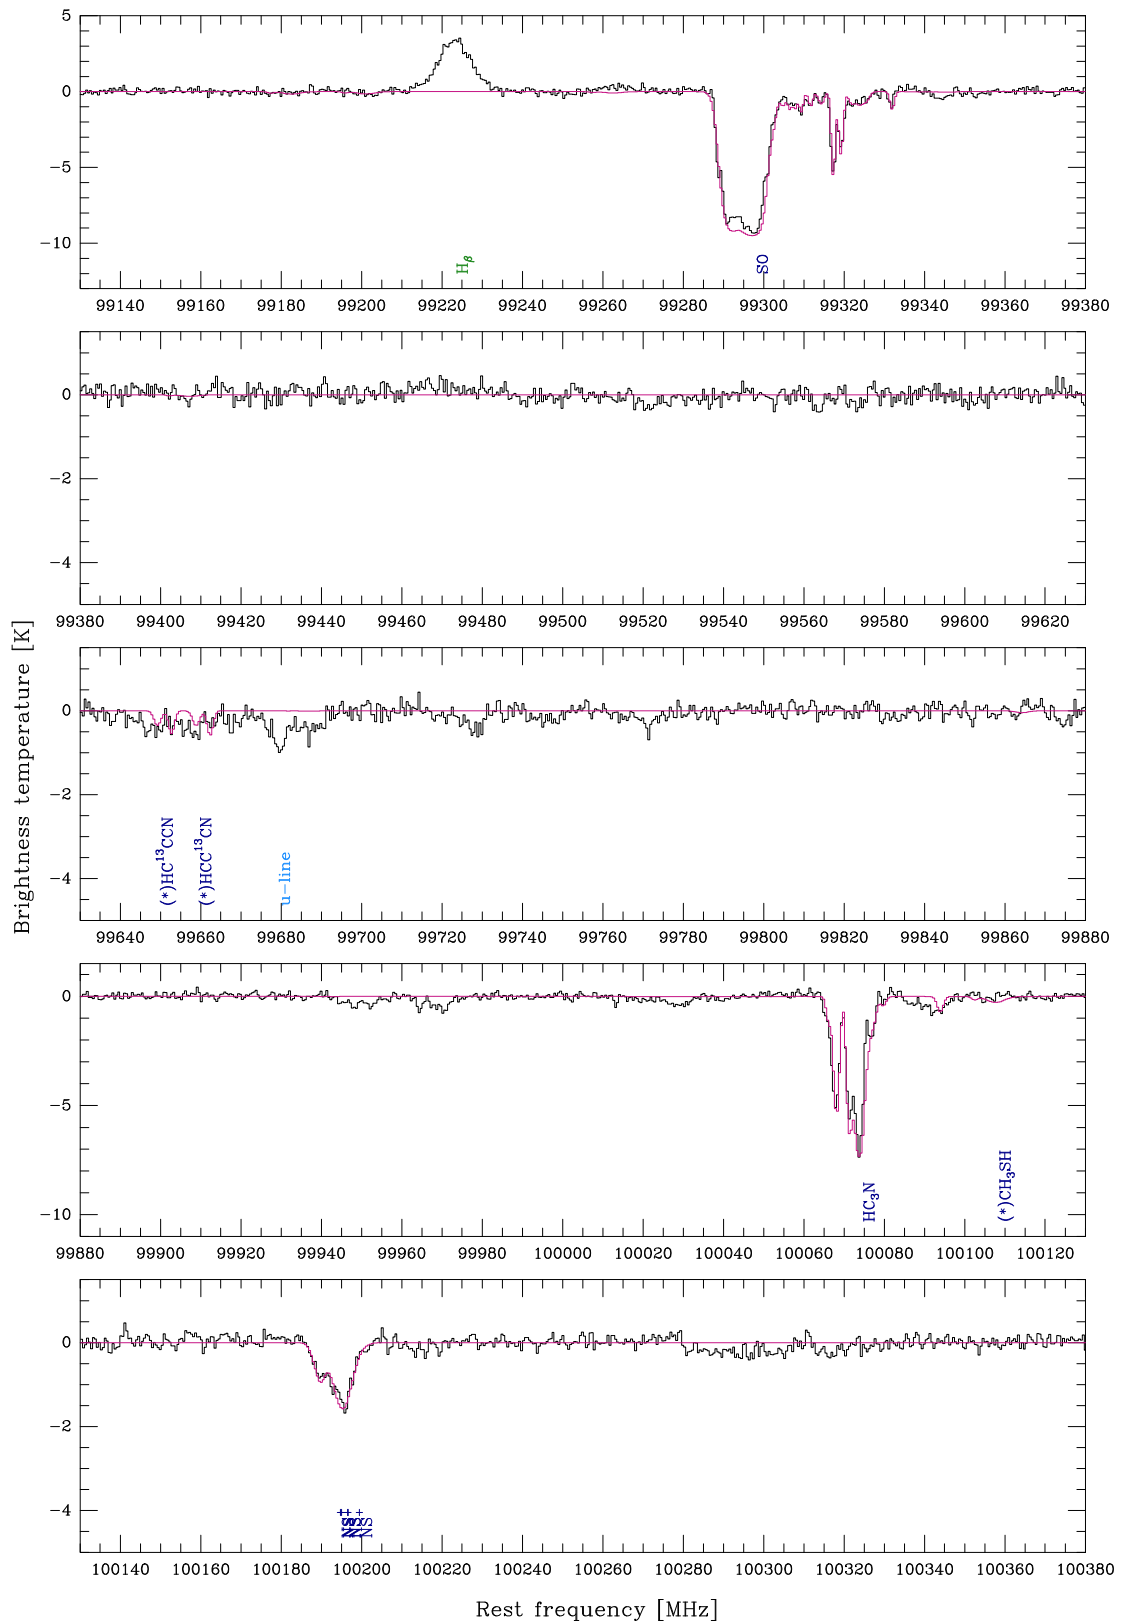 5
0
−5
−10
H_β
SO
99140 99160 99180 99200 99220 99240 99260 99280 99300 99320 99340 99360 99380
0
−2
−4
99380 99400 99420 99440 99460 99480 99500 99520 99540 99560 99580 99600 99620
Brightness temperature [K]
0
−2
−4
(*)HC¹³CCN
(*)HCC¹³CN
u−line
99640 99660 99680 99700 99720 99740 99760 99780 99800 99820 99840 99860 99880
0
−5
−10
HC₃N
(*)CH₃SH
99880 99900 99920 99940 99960 99980 100000 100020 100040 100060 100080 100100 100120
0
−2
−4
NS+
100140 100160 100180 100200 100220 100240 100260 100280 100300 100320 100340 100360 100380
Rest frequency [MHz]